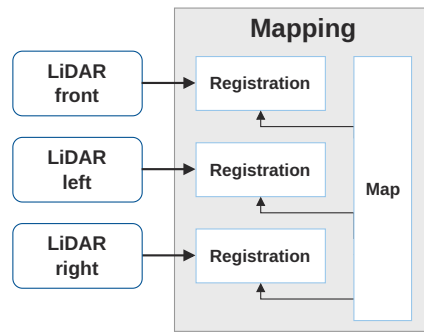 Mapping
LiDAR
front
Registration
LiDAR
left
Registration
Map
LiDAR
right
Registration